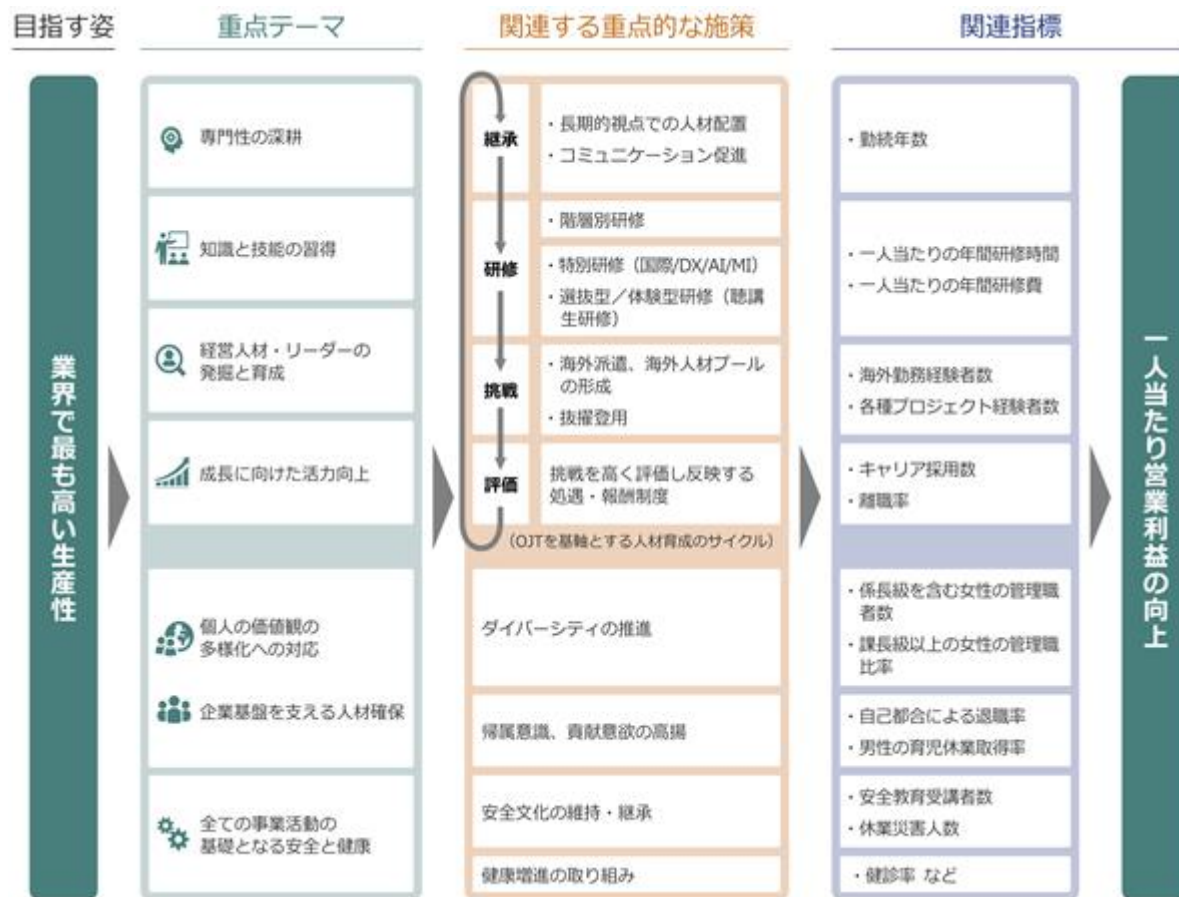 目指す姿
重点テーマ
関連する重点的な施策
関連指標
業界で最も高い生産性
専門性の深耕
知識と技能の習得
経営人材・リーダーの
発掘と育成
成長に向けた活力向上
個人の価値観の
多様化への対応
企業基盤を支える人材確保
全ての事業活動の
基礎となる安全と健康
継承
・長期的視点での人材配置
・コミュニケーション促進
研修
・階層別研修
・特別研修（国際/DX/AI/MI）
・選抜型／体験型研修（聴講
生研修）
挑戦
・海外派遣、海外人材プール
の形成
・抜擢登用
評価
挑戦を高く評価し反映する
処遇・報酬制度
（OJTを基軸とする人材育成のサイクル）
ダイバーシティの推進
帰属意識、貢献意欲の高揚
安全文化の維持・継承
健康増進の取り組み
・勤続年数
・一人当たりの年間研修時間
・一人当たりの年間研修費
・海外勤務経験者数
・各種プロジェクト経験者数
・キャリア採用数
・離職率
・係長級を含む女性の管理職
者数
・課長級以上の女性の管理職
比率
・自己都合による退職率
・男性の育児休業取得率
・安全教育受講者数
・休業災害人数
・健診率 など
一人当たり営業利益の向上